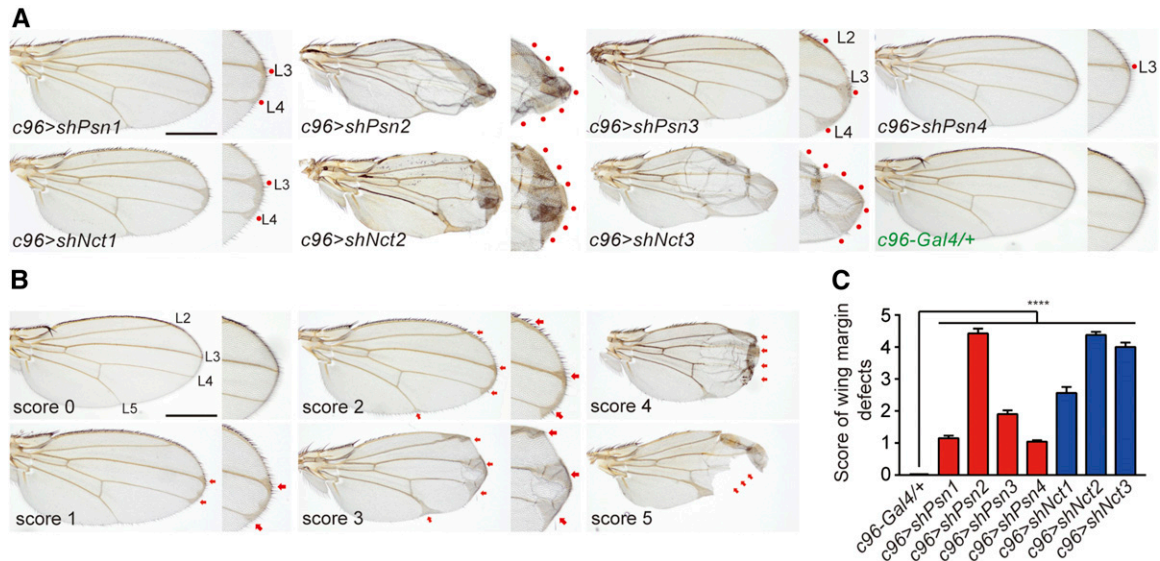 A
L3
L4
c96>shPsn1
c96>shPsn2
L2
L3
L4
c96>shPsn3
L3
c96>shPsn4
L3
L4
c96>shNct1
c96>shNct2
c96>shNct3
c96-Gal4/+
B
L2
L3
L4
L5
score 0
score 2
score 4
score 1
score 3
score 5
C
****
Score of wing margin
defects
5
4
3
2
1
0
c96-Gal4/+
c96>shPsn1
c96>shPsn2
c96>shPsn3
c96>shPsn4
c96>shNct1
c96>shNct2
c96>shNct3